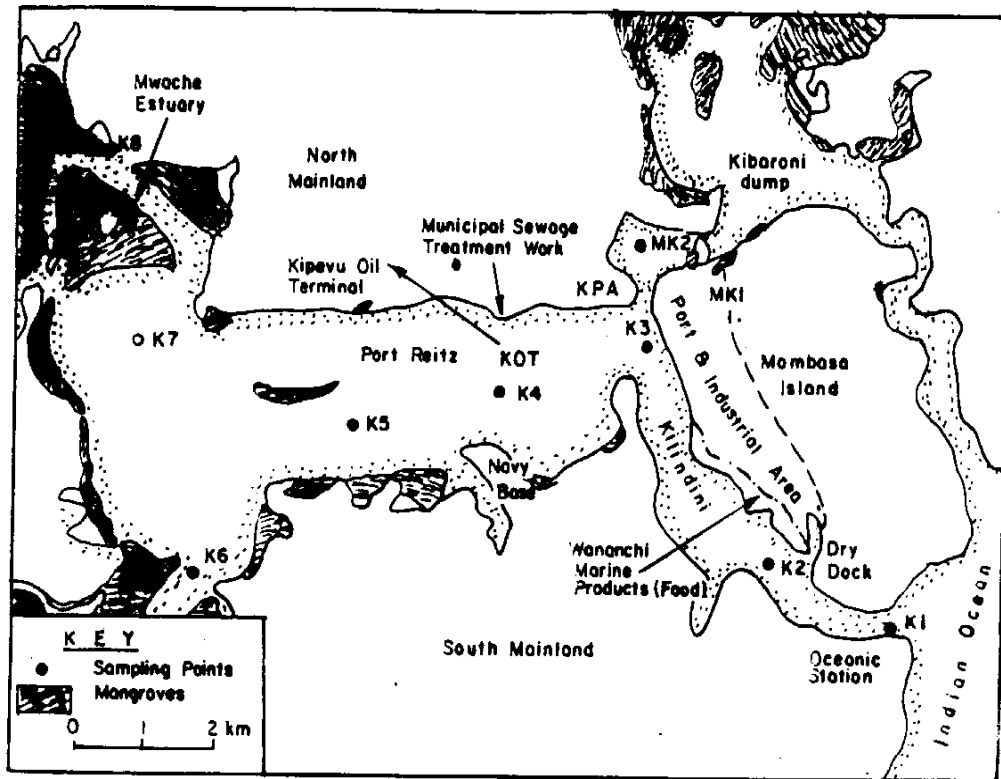 Mwache
Estuary
K8
North
Mainland
Kibaroni
dump
Municipal Sewage
Treatment Work
MK2
Kipevu Oil
Terminal
KPA
MK1
K3
K7
Port Reitz
KOT
Port & Industrial Area
Mombasa
Island
K4
K5
Kilindini
Navy
Base
Wananchi
Marine
Products (Food)
K2
Dry
Dock
K6
K1
South Mainland
Oceanic
Station
Indian Ocean
KEY
Sampling Points
Mangroves
0 1 2 km